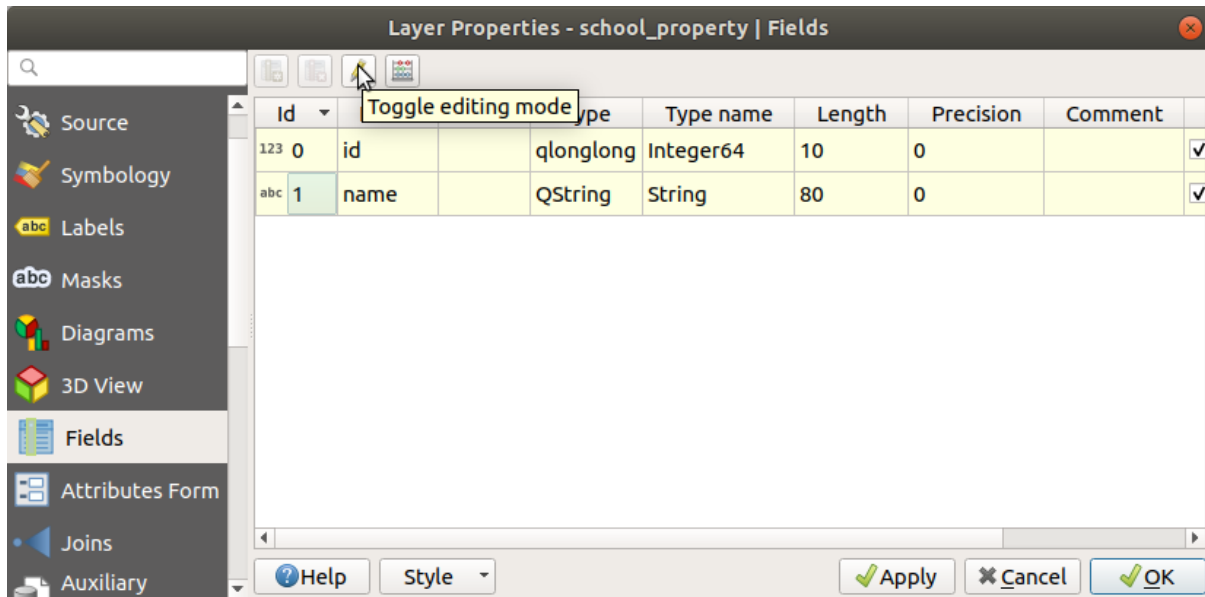 Layer Properties - school_property | Fields
Toggle editing mode
Id Type name Length Precision Comment
123 0 id qlonglong Integer64 10 0
abc 1 name QString String 80 0
Source
Symbology
abc Labels
abc Masks
Diagrams
3D View
Fields
Attributes Form
Joins
Auxiliary
Help Style Apply Cancel OK